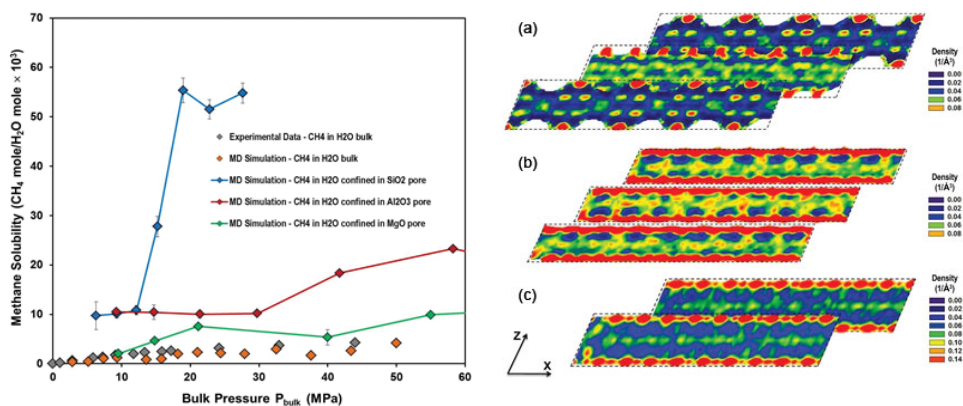 70
60
50
40
30
20
10
0
0 10 20 30 40 50 60
Methane Solubility (CH4 mole/H2O mole × 10³)
Bulk Pressure Pbulk (MPa)
Experimental Data - CH4 in H2O bulk
MD Simulation - CH4 in H2O bulk
MD Simulation - CH4 in H2O confined in SiO2 pore
MD Simulation - CH4 in H2O confined in Al2O3 pore
MD Simulation - CH4 in H2O confined in MgO pore
(a)
Density
(1/Å³)
0.00
0.02
0.04
0.06
0.08
(b)
Density
(1/Å³)
0.00
0.02
0.04
0.06
0.08
(c)
Density
(1/Å³)
0.00
0.02
0.04
0.06
0.08
0.10
0.12
0.14
Z
X